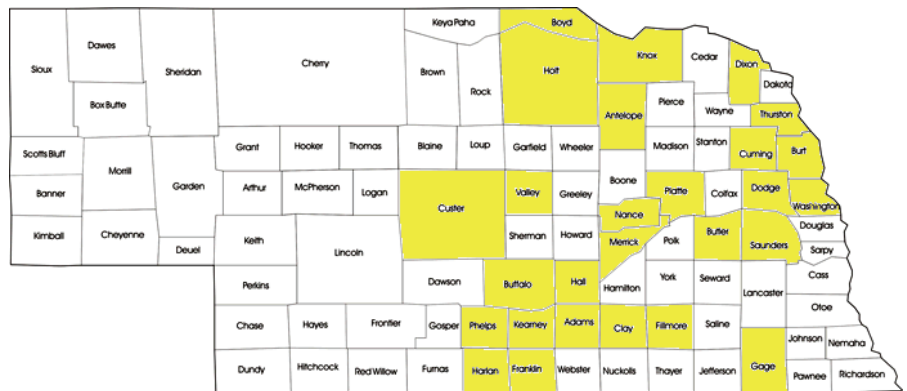 Keya Paha
Boyd
Sioux
Dawes
Sheridan
Cherry
Brown
Rock
Holt
Knox
Cedar
Dixon
Dakota
Box Butte
Antelope
Pierce
Wayne
Thurston
Scotts Bluff
Morrill
Garden
Grant
Hooker
Thomas
Blaine
Loup
Garfield
Wheeler
Madison
Stanton
Cuming
Burt
Banner
Arthur
McPherson
Logan
Custer
Valley
Greeley
Boone
Platte
Colfax
Dodge
Washington
Kimball
Cheyenne
Deuel
Keith
Lincoln
Sherman
Howard
Nance
Merrick
Polk
Butler
Saunders
Douglas
Sarpy
Perkins
Dawson
Buffalo
Hall
Hamilton
York
Seward
Lancaster
Cass
Otoe
Chase
Hayes
Frontier
Gosper
Phelps
Kearney
Adams
Clay
Fillmore
Saline
Gage
Johnson
Nemaha
Dundy
Hitchcock
Red Willow
Furnas
Harlan
Franklin
Webster
Nuckolls
Thayer
Jefferson
Pawnee
Richardson